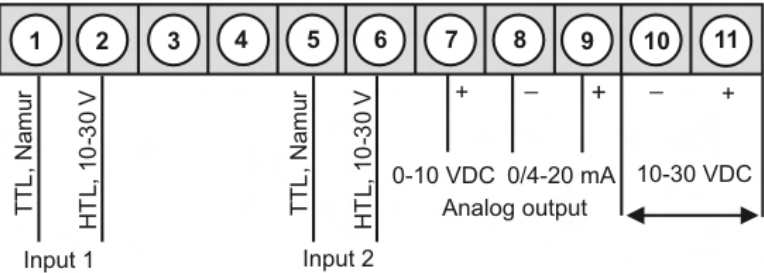 1 2 3 4 5 6 7 8 9 10 11
+ – + – +
TTL, Namur
HTL, 10-30 V
TTL, Namur
HTL, 10-30 V
0-10 VDC 0/4-20 mA 10-30 VDC
Analog output
Input 1 Input 2